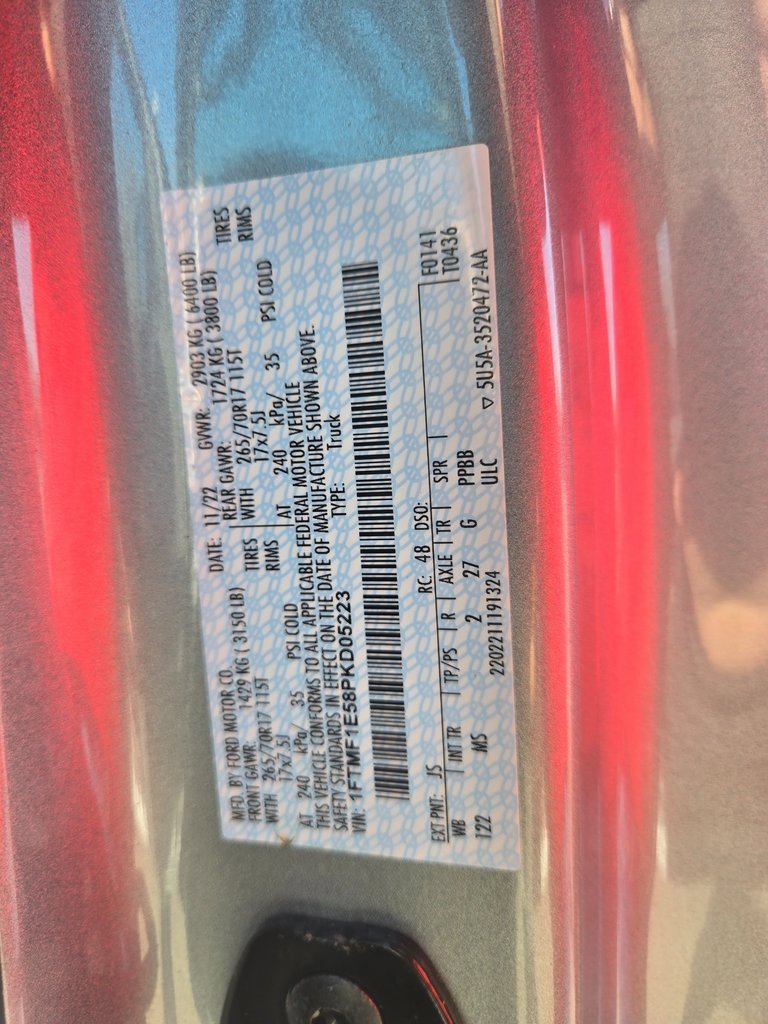 MFD. BY FORD MOTOR CO. DATE: 11/22 GVWR: 2903 KG ( 6400 LB)
FRONT GAWR: 1429 KG ( 3150 LB) REAR GAWR: 1724 KG ( 3800 LB)
WITH 265/70R17 115T TIRES WITH 265/70R17 115T TIRES
17x7.5J RIMS 17x7.5J RIMS
AT 240 kPa/ 35 PSI COLD AT 240 kPa/ 35 PSI COLD
THIS VEHICLE CONFORMS TO ALL APPLICABLE FEDERAL MOTOR VEHICLE
SAFETY STANDARDS IN EFFECT ON THE DATE OF MANUFACTURE SHOWN ABOVE.
VIN: 1FTMF1E58PKD05223 TYPE: Truck
F0141
T0436
EXT PNT: JS RC: 48 DSO:
WB INT TR TP/PS R AXLE TR SPR
122 MS 2 27 G PPBB
2202211191324 ULC ▽ 5U5A-3520472-AA